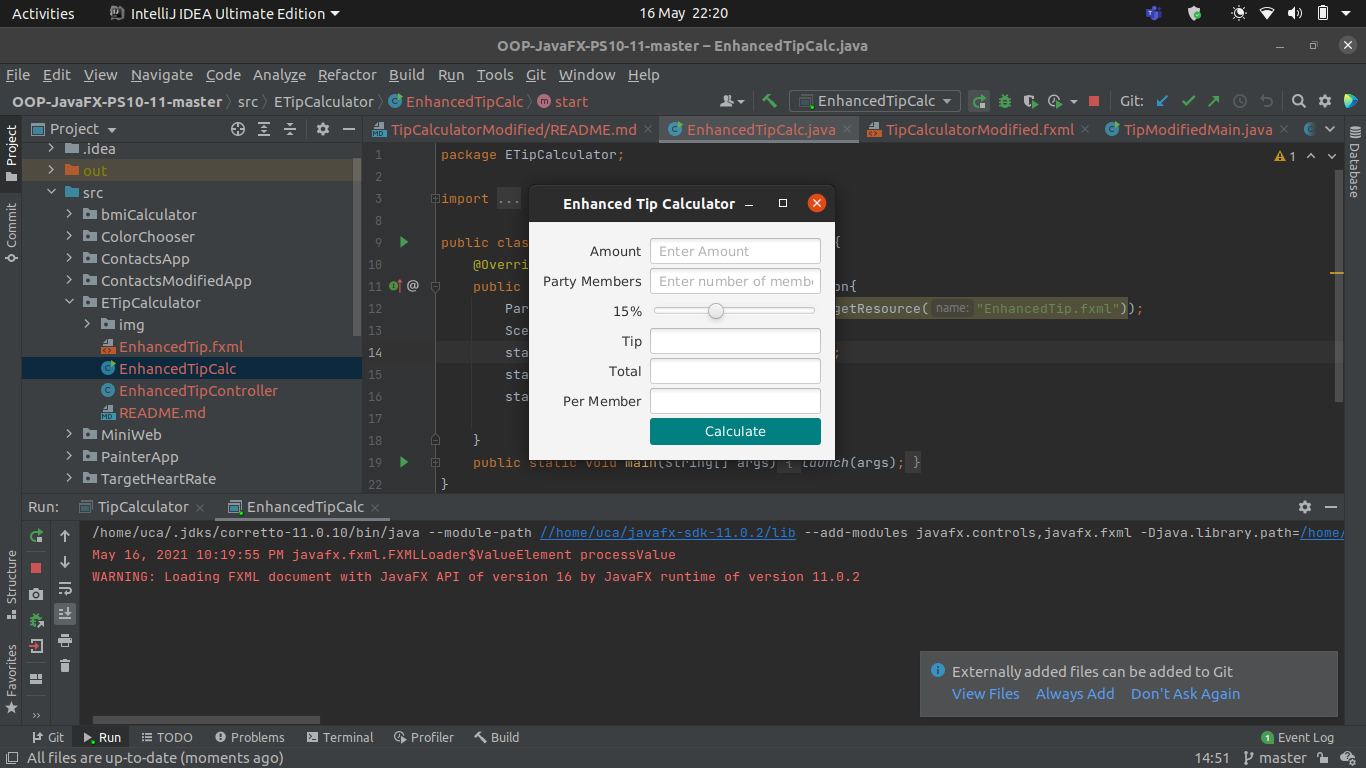 Activities IntelliJ IDEA Ultimate Edition 16 May 22:20
OOP-JavaFX-PS10-11-master – EnhancedTipCalc.java
File Edit View Navigate Code Analyze Refactor Build Run Tools Git Window Help
OOP-JavaFX-PS10-11-master src ETipCalculator EnhancedTipCalc start EnhancedTipCalc Git:
Project
TipCalculatorModified/README.md EnhancedTipCalc.java TipCalculatorModified.fxml TipModifiedMain.java
Project
Commit
Database
.idea
out
src
bmiCalculator
ColorChooser
ContactsApp
ContactsModifiedApp
ETipCalculator
img
EnhancedTip.fxml
EnhancedTipCalc
EnhancedTipController
README.md
MiniWeb
PainterApp
TargetHeartRate
1 package ETipCalculator;
1
2
3 import ...
8
9 public clas {
10 @Overri
11 @ public on{
12 Par getResource( name: "EnhancedTip.fxml"));
13 Sce
14 sta ;
15 sta
16 sta
17
18 }
19 public static void main(String[] args) { launch(args); }
22 }
Enhanced Tip Calculator
Amount Enter Amount
Party Members Enter number of membe
15%
Tip
Total
Per Member
Calculate
Run: TipCalculator EnhancedTipCalc
/home/uca/.jdks/corretto-11.0.10/bin/java --module-path //home/uca/javafx-sdk-11.0.2/lib --add-modules javafx.controls,javafx.fxml -Djava.library.path=/home/
May 16, 2021 10:19:55 PM javafx.fxml.FXMLLoader$ValueElement processValue
WARNING: Loading FXML document with JavaFX API of version 16 by JavaFX runtime of version 11.0.2
Structure
Favorites
Externally added files can be added to Git
View Files Always Add Don't Ask Again
Git Run TODO Problems Terminal Profiler Build 1 Event Log
All files are up-to-date (moments ago) 14:51 master